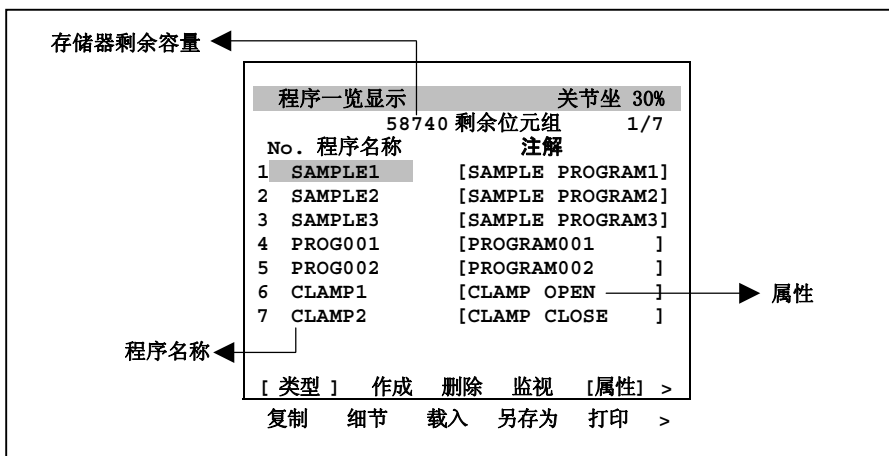 存储器剩余容量
程序一览显示 关节坐 30%
58740 剩余位元组 1/7
No. 程序名称 注解
1 SAMPLE1 [SAMPLE PROGRAM1]
2 SAMPLE2 [SAMPLE PROGRAM2]
3 SAMPLE3 [SAMPLE PROGRAM3]
4 PROG001 [PROGRAM001 ]
5 PROG002 [PROGRAM002 ]
6 CLAMP1 [CLAMP OPEN ]
属性
7 CLAMP2 [CLAMP CLOSE ]
程序名称
[ 类型 ] 作成 删除 监视 [属性] >
复制 细节 载入 另存为 打印 >